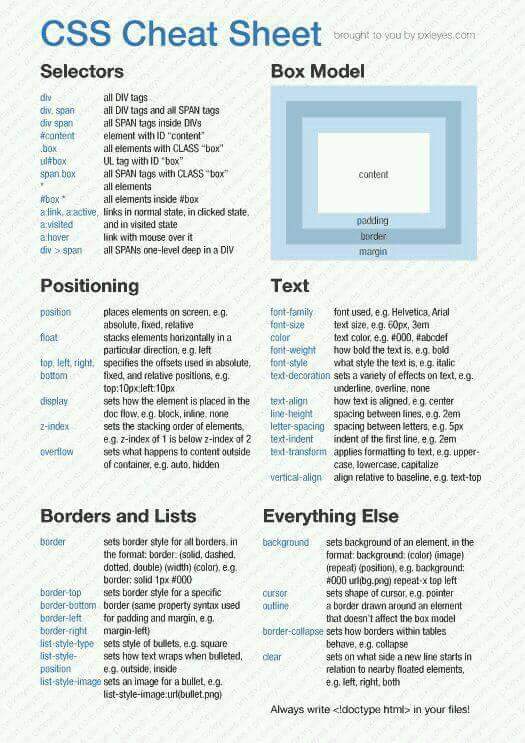 CSS Cheat Sheet brought to you by pxleyes.com
Selectors
div all DIV tags
div, span all DIV tags and all SPAN tags
div span all SPAN tags inside DIVs
#content element with ID "content"
.box all elements with CLASS "box"
ul#box UL tag with ID "box"
span.box all SPAN tags with CLASS "box"
* all elements
#box * all elements inside #box
a:link, a:active, links in normal state, in clicked state,
a:visited and in visited state
a:hover link with mouse over it
div > span all SPANs one-level deep in a DIV
Box Model
content
padding
border
margin
Positioning
position places elements on screen, e.g.
absolute, fixed, relative
float stacks elements horizontally in a
particular direction, e.g. left
top, left, right, specifies the offsets used in absolute,
bottom fixed, and relative positions, e.g.
top:10px;left:10px
display sets how the element is placed in the
doc flow, e.g. block, inline, none
z-index sets the stacking order of elements,
e.g. z-index of 1 is below z-index of 2
overflow sets what happens to content outside
of container, e.g. auto, hidden
Text
font-family font used, e.g. Helvetica, Arial
font-size text size, e.g. 60px, 3em
color text color, e.g. #000, #abcdef
font-weight how bold the text is, e.g. bold
font-style what style the text is, e.g. italic
text-decoration sets a variety of effects on text, e.g.
underline, overline, none
text-align how text is aligned, e.g. center
line-height spacing between lines, e.g. 2em
letter-spacing spacing between letters, e.g. 5px
text-indent indent of the first line, e.g. 2em
text-transform applies formatting to text, e.g. upper-
case, lowercase, capitalize
vertical-align align relative to baseline, e.g. text-top
Borders and Lists
border sets border style for all borders, in
the format: border: (solid, dashed,
dotted, double) (width) (color), e.g.
border: solid 1px #000
border-top sets border style for a specific
border-bottom border (same property syntax used
border-left for padding and margin, e.g.
border-right margin-left)
list-style-type style of bullets, e.g. square
list-style- sets how text wraps when bulleted,
position e.g. outside, inside
list-style-image sets an image for a bullet, e.g.
list-style-image:url(bullet.png)
Everything Else
background sets background of an element, in the
format: background: (color) (image)
(repeat) (position), e.g. background:
#000 url(bg.png) repeat-x top left
cursor sets shape of cursor, e.g. pointer
outline a border drawn around an element
that doesn't affect the box model
border-collapse sets how borders within tables
behave, e.g. collapse
clear sets on what side a new line starts in
relation to nearby floated elements,
e.g. left, right, both
Always write <!doctype html> in your files!